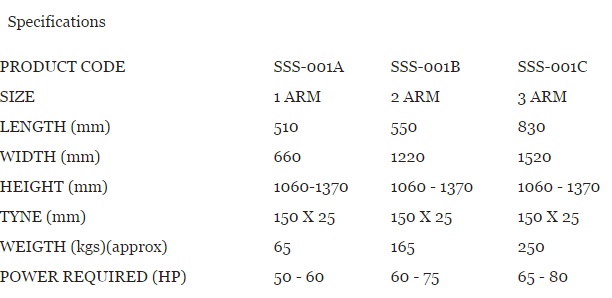 Specifications
PRODUCT CODE SSS-001A SSS-001B SSS-001C
SIZE 1 ARM 2 ARM 3 ARM
LENGTH (mm) 510 550 830
WIDTH (mm) 660 1220 1520
HEIGHT (mm) 1060-1370 1060 - 1370 1060 - 1370
TYNE (mm) 150 X 25 150 X 25 150 X 25
WEIGTH (kgs)(approx) 65 165 250
POWER REQUIRED (HP) 50 - 60 60 - 75 65 - 80